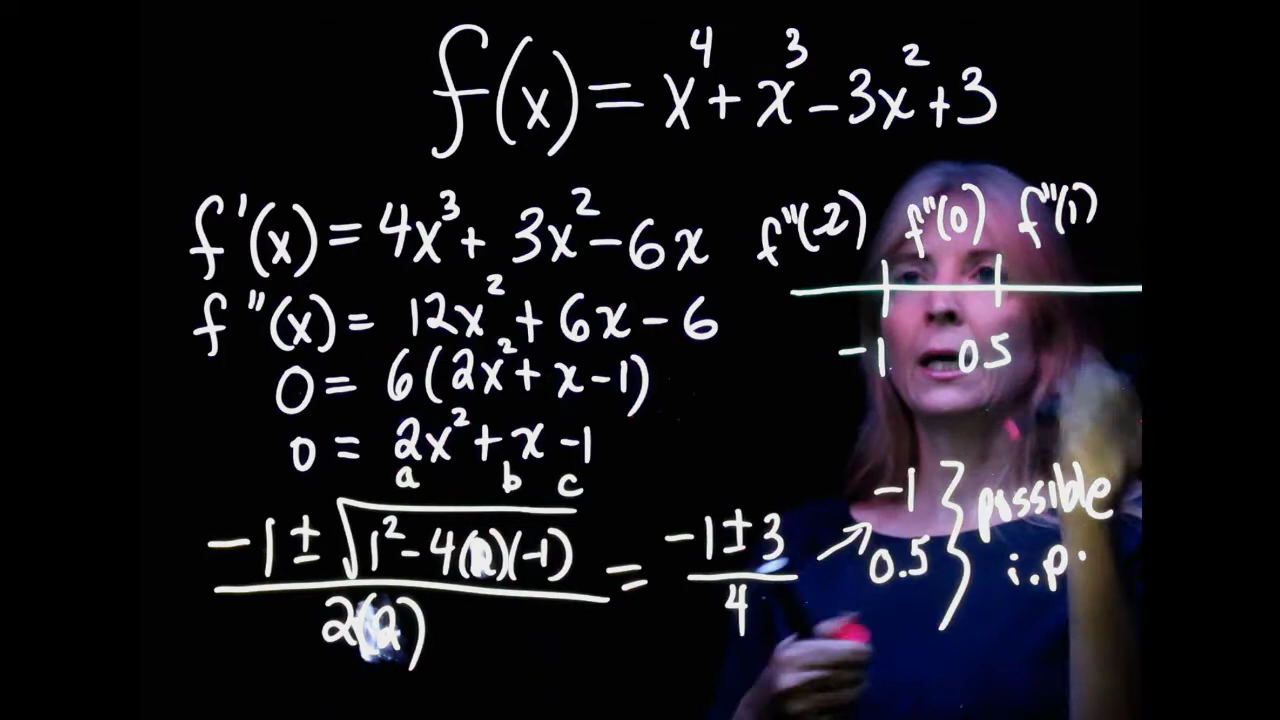 f(x) = x⁴ + x³ - 3x² + 3
f'(x) = 4x³ + 3x² - 6x
f''(x) = 12x² + 6x - 6
0 = 6(2x² + x - 1)
0 = 2x² + x - 1
a b c
(-1 ± √(1² - 4(2)(-1))) / 2(2) = (-1 ± 3) / 4 ↗ -1
0.5 } possible
i.p.
f''(-2) f''(0) f''(1)
-1 0.5